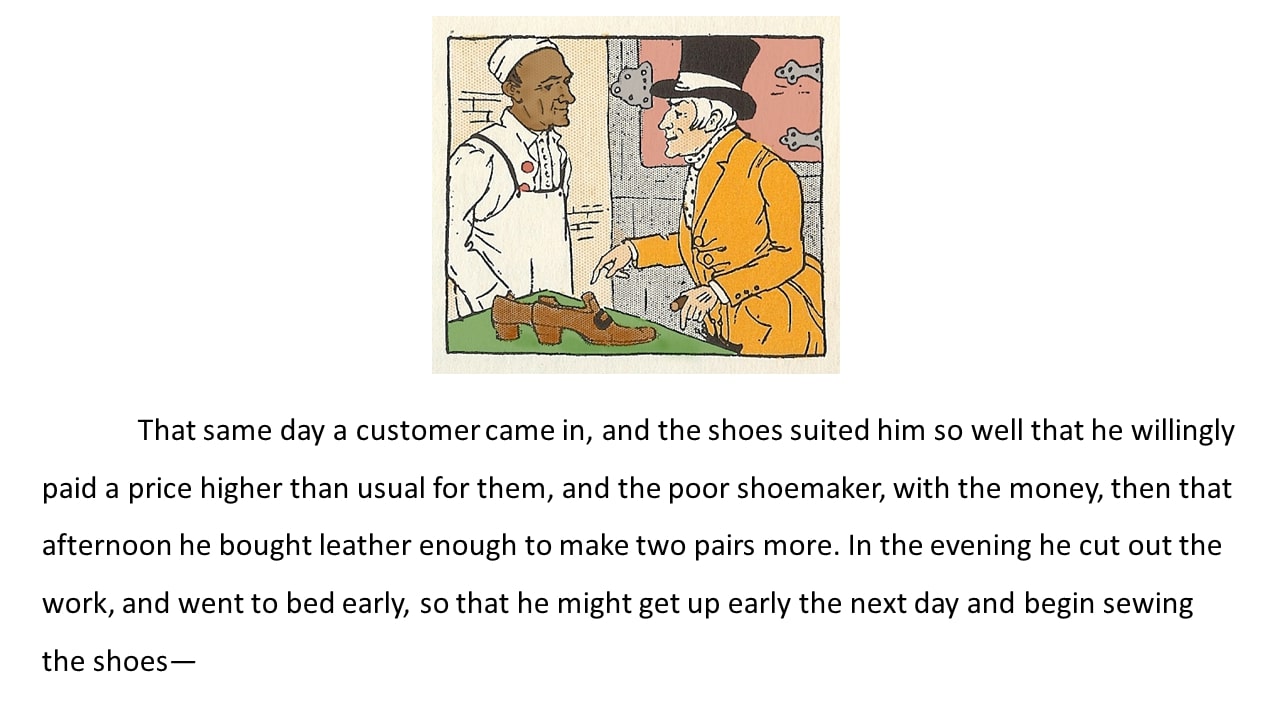 That same day a customer came in, and the shoes suited him so well that he willingly
paid a price higher than usual for them, and the poor shoemaker, with the money, then that
afternoon he bought leather enough to make two pairs more. In the evening he cut out the
work, and went to bed early, so that he might get up early the next day and begin sewing
the shoes—